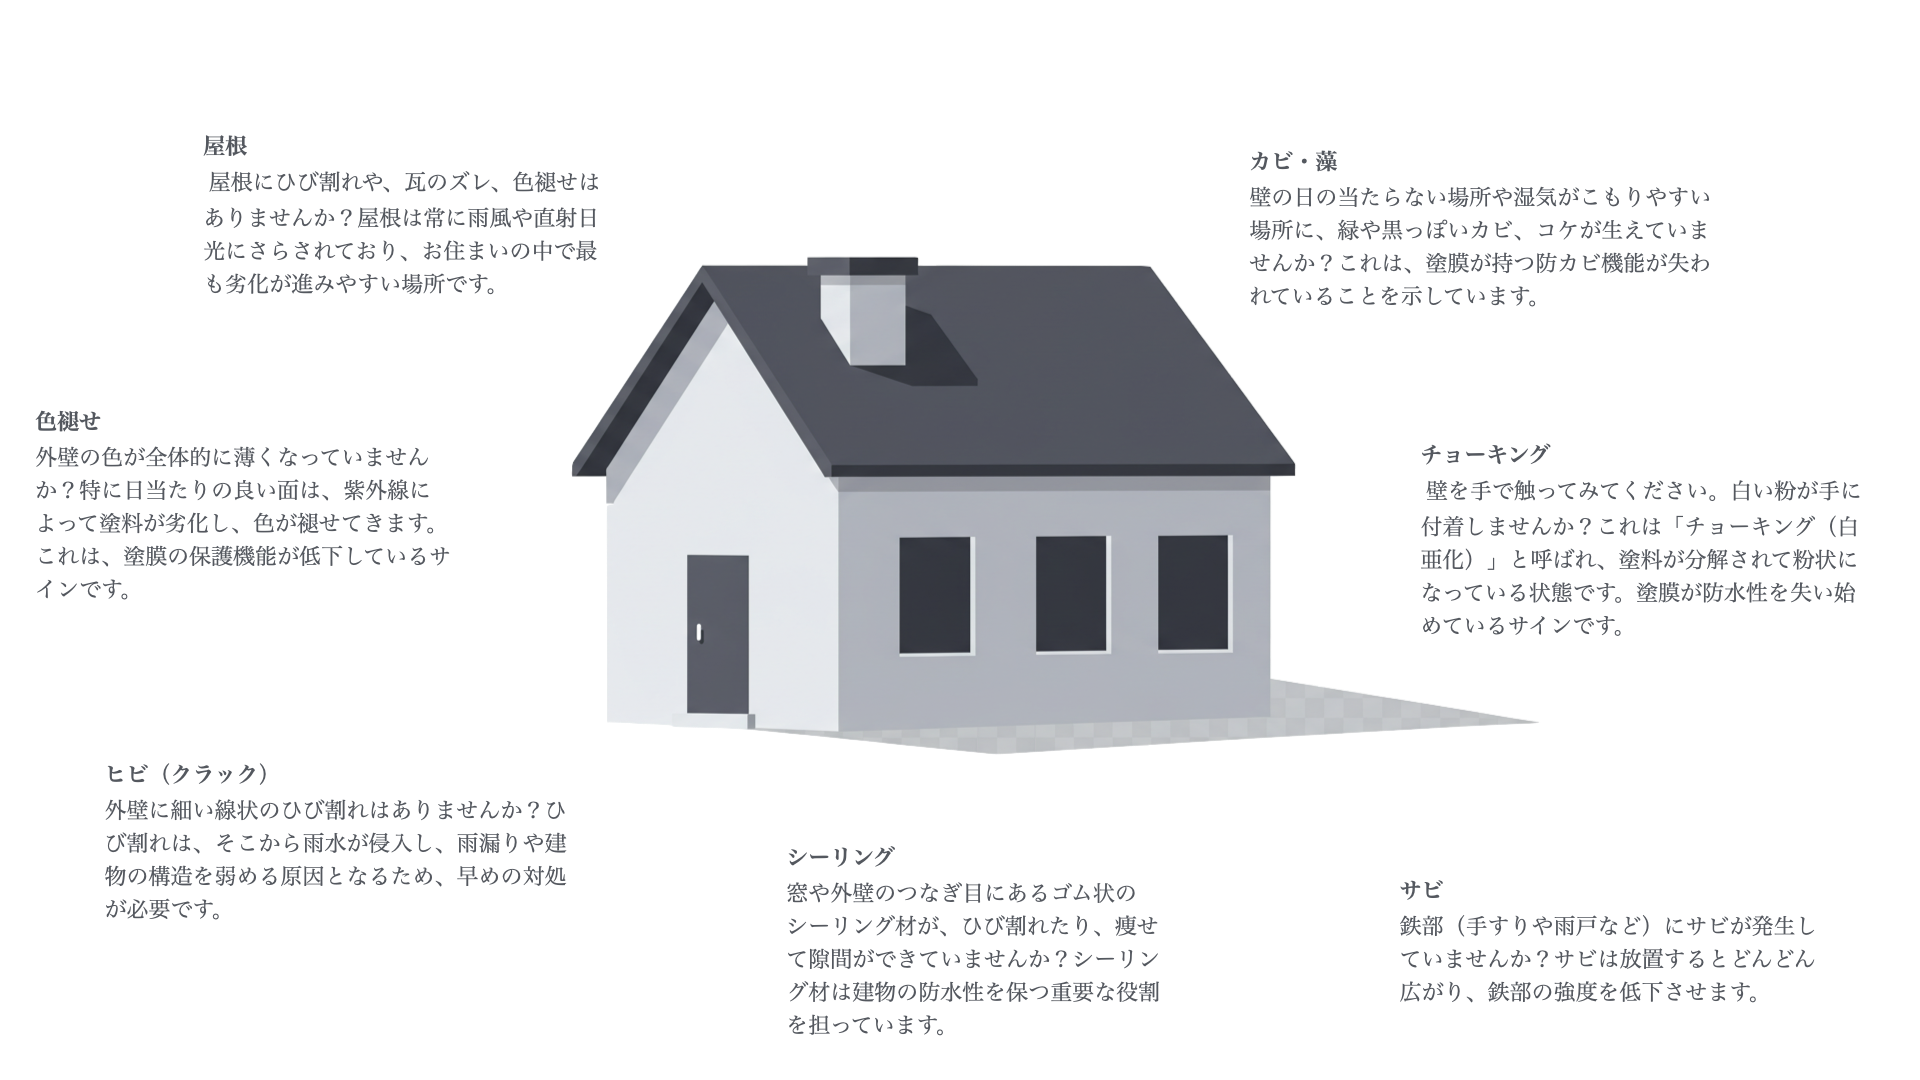 屋根
屋根にひび割れや、瓦のズレ、色褪せは
ありませんか？屋根は常に雨風や直射日
光にさらされており、お住まいの中で最
も劣化が進みやすい場所です。
カビ・藻
壁の日の当たらない場所や湿気がこもりやすい
場所に、緑や黒っぽいカビ、コケが生えていま
せんか？これは、塗膜が持つ防カビ機能が失わ
れていることを示しています。
色褪せ
外壁の色が全体的に薄くなっていません
か？特に日当たりの良い面は、紫外線に
よって塗料が劣化し、色が褪せてきます。
これは、塗膜の保護機能が低下しているサ
インです。
チョーキング
壁を手で触ってみてください。白い粉が手に
付着しませんか？これは「チョーキング（白
亜化）」と呼ばれ、塗料が分解されて粉状に
なっている状態です。塗膜が防水性を失い始
めているサインです。
ヒビ（クラック）
外壁に細い線状のひび割れはありませんか？ひ
び割れは、そこから雨水が侵入し、雨漏りや建
物の構造を弱める原因となるため、早めの対処
が必要です。
シーリング
窓や外壁のつなぎ目にあるゴム状の
シーリング材が、ひび割れたり、痩せ
て隙間ができていませんか？シーリン
グ材は建物の防水性を保つ重要な役割
を担っています。
サビ
鉄部（手すりや雨戸など）にサビが発生し
ていませんか？サビは放置するとどんどん
広がり、鉄部の強度を低下させます。